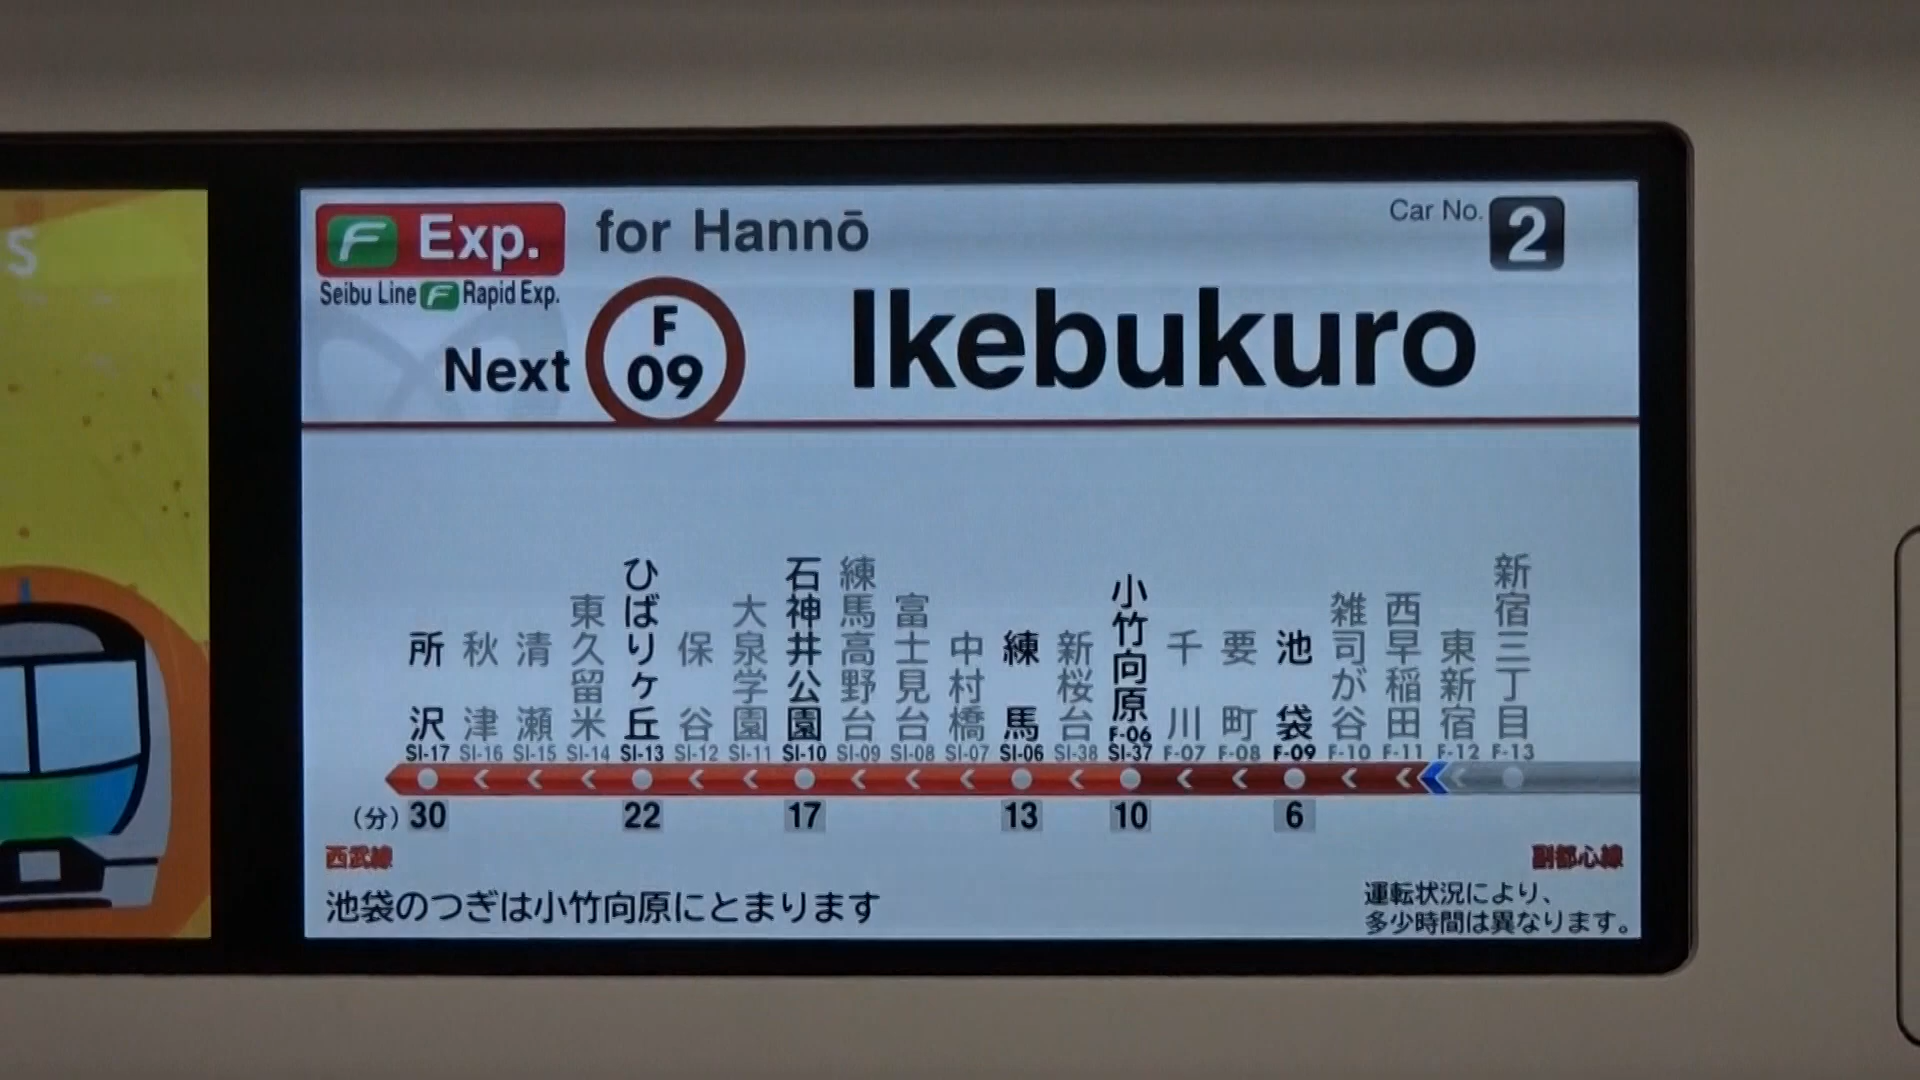 S
F Exp. for Hannō
Car No. 2
Seibu Line F Rapid Exp.
Next F 09 Ikebukuro
所沢 秋津 清瀬 東久留米 ひばりヶ丘 保谷 大泉学園 石神井公園 練馬高野台 富士見台 中村橋 練馬 新桜台 小竹向原 千川 要町 池袋 雑司が谷 西早稲田 東新宿 新宿三丁目
F-06
SI-17 SI-16 SI-15 SI-14 SI-13 SI-12 SI-11 SI-10 SI-09 SI-08 SI-07 SI-06 SI-38 SI-37 F-07 F-08 F-09 F-10 F-11 F-12 F-13
(分) 30 22 17 13 10 6
西武線
副都心線
池袋のつぎは小竹向原にとまります
運転状況により、
多少時間は異なります。